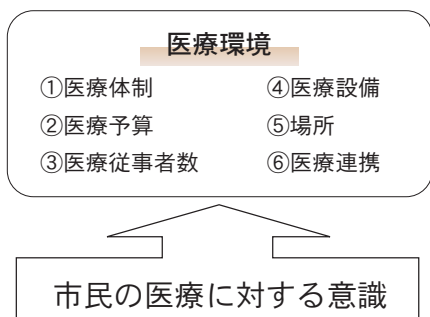 医療環境
①医療体制
②医療予算
③医療従事者数
④医療設備
⑤場所
⑥医療連携
市民の医療に対する意識